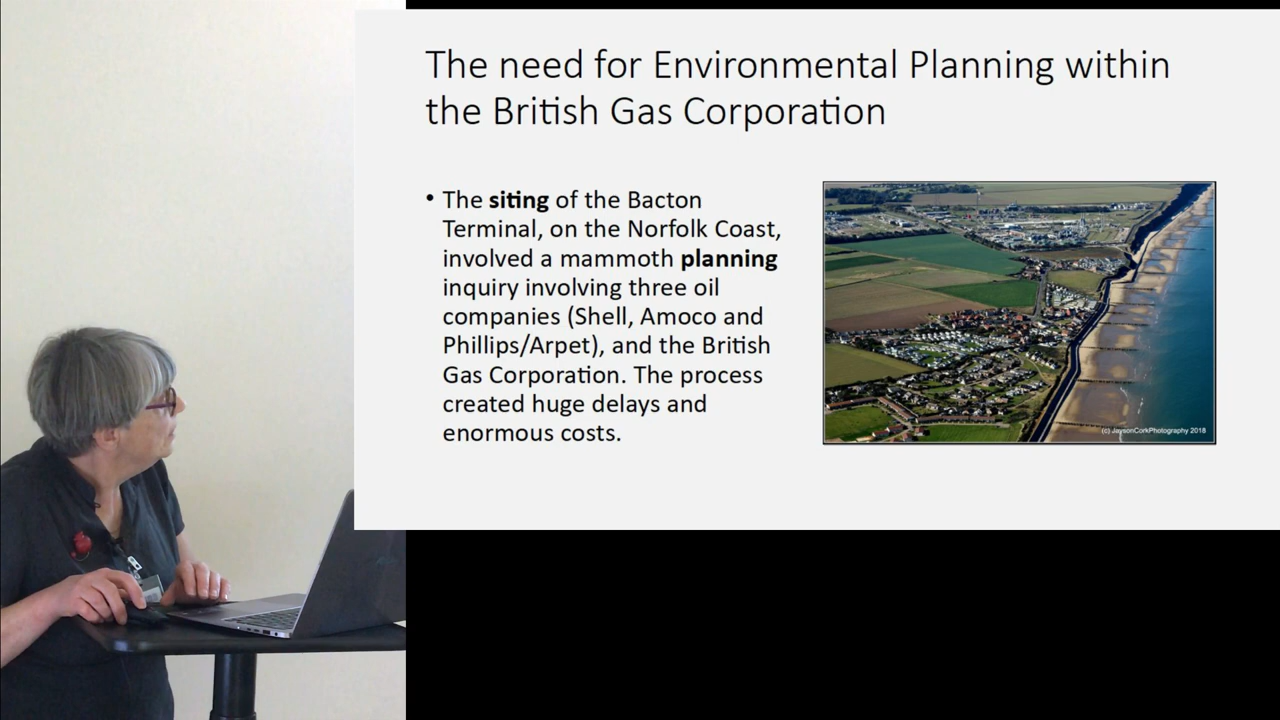 The need for Environmental Planning within
the British Gas Corporation
• The siting of the Bacton
Terminal, on the Norfolk Coast,
involved a mammoth planning
inquiry involving three oil
companies (Shell, Amoco and
Phillips/Arpet), and the British
Gas Corporation. The process
created huge delays and
enormous costs.
(c) JaysonCorkPhotography 2018